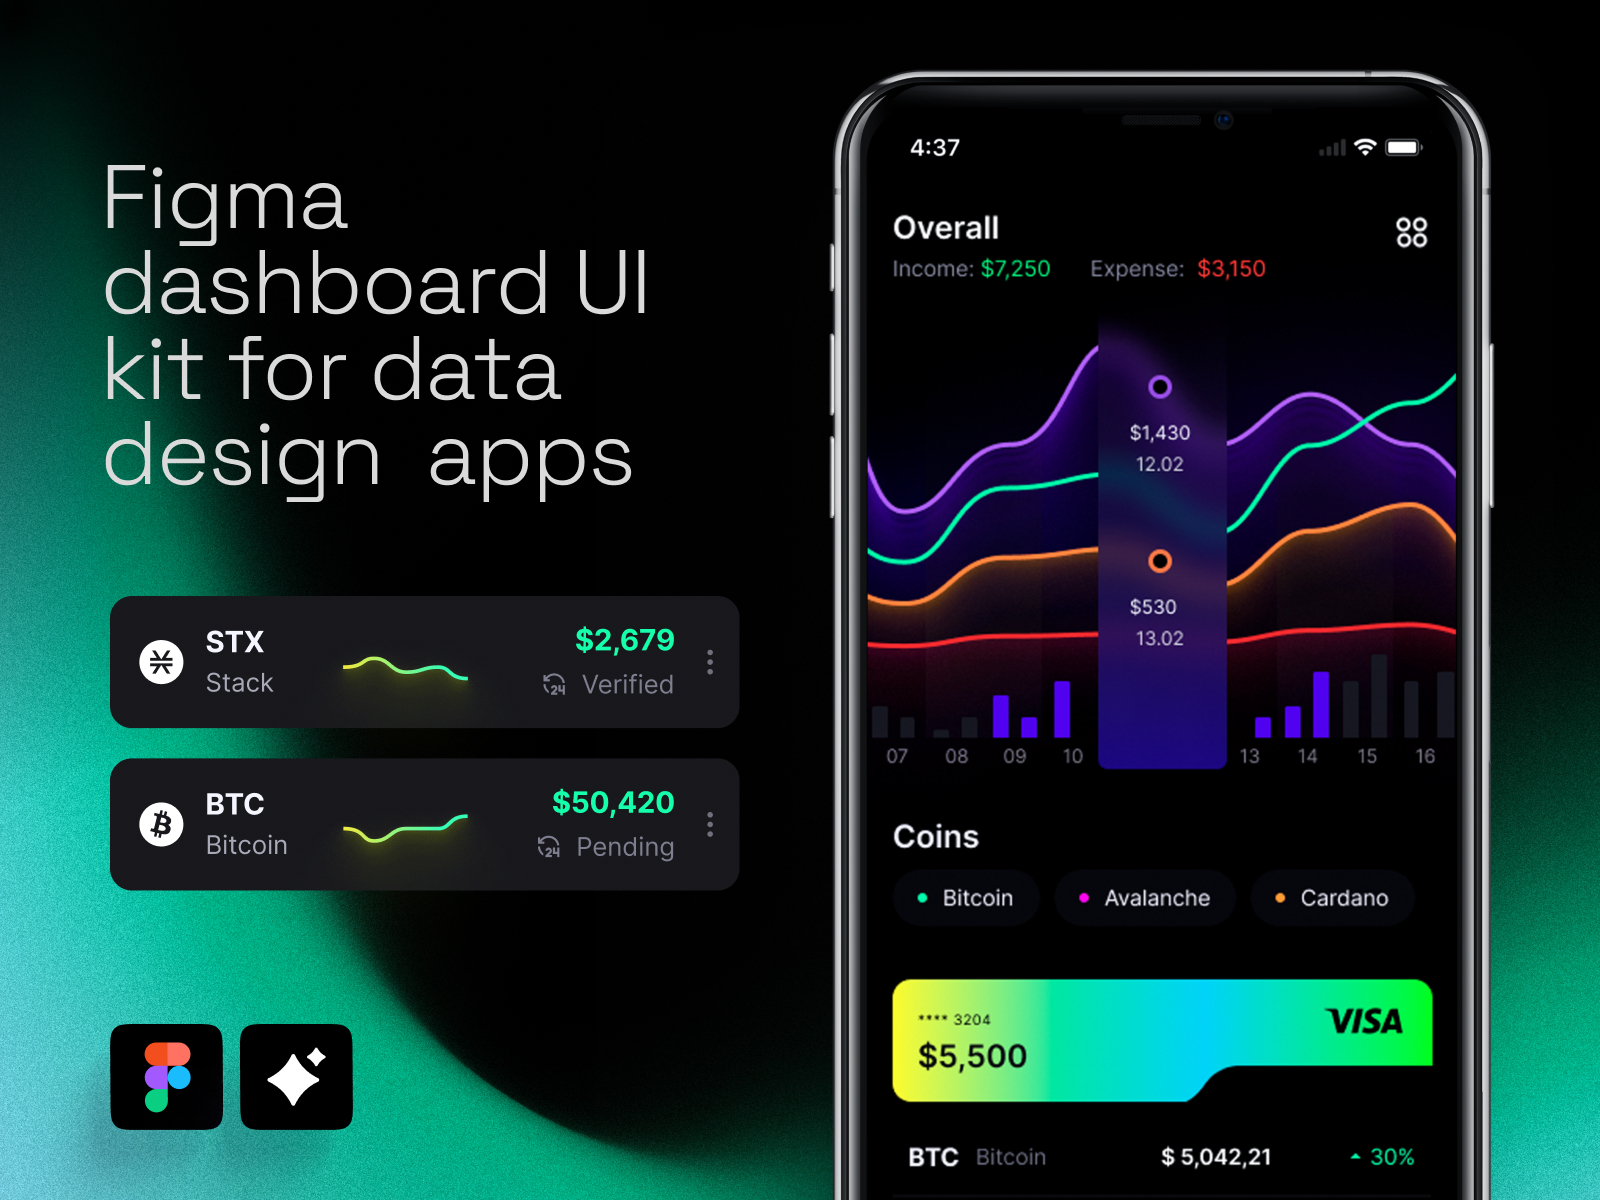 Figma
dashboard UI
kit for data
design apps
STX
Stack
$2,679
24 Verified
BTC
Bitcoin
$50,420
24 Pending
4:37
Overall
Income: $7,250 Expense: $3,150
$1,430
12.02
$530
13.02
07 08 09 10 13 14 15 16
Coins
Bitcoin Avalanche Cardano
**** 3204
$5,500
VISA
BTC Bitcoin $ 5,042,21 30%